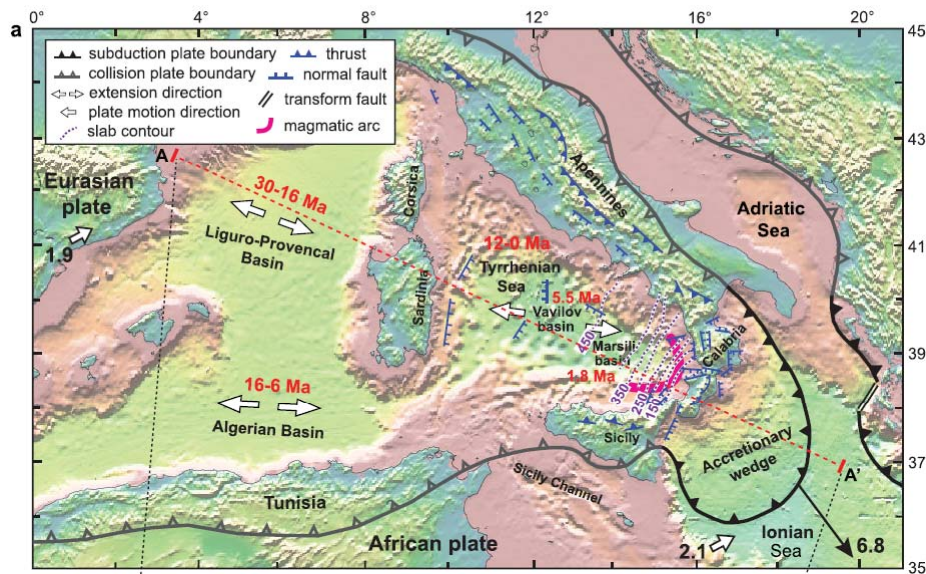 a
0°
4°
8°
12°
16°
20°
45
43
41
39
37
35
subduction plate boundary
thrust
collision plate boundary
normal fault
extension direction
transform fault
plate motion direction
slab contour
magmatic arc
A
30-16 Ma
Eurasian
plate
1.9
Liguro-Provencal
Basin
Corsica
Sardinia
Apennines
Adriatic
Sea
12-0 Ma
Tyrrhenian
Sea
5.5 Ma
Vavilov
basin
450
Marsili
basin
1.8 Ma
350
250
150
Calabria
16-6 Ma
Algerian Basin
Sicily
Accretionary
wedge
A'
Tunisia
Sicily Channel
African plate
2.1
Ionian
Sea
6.8